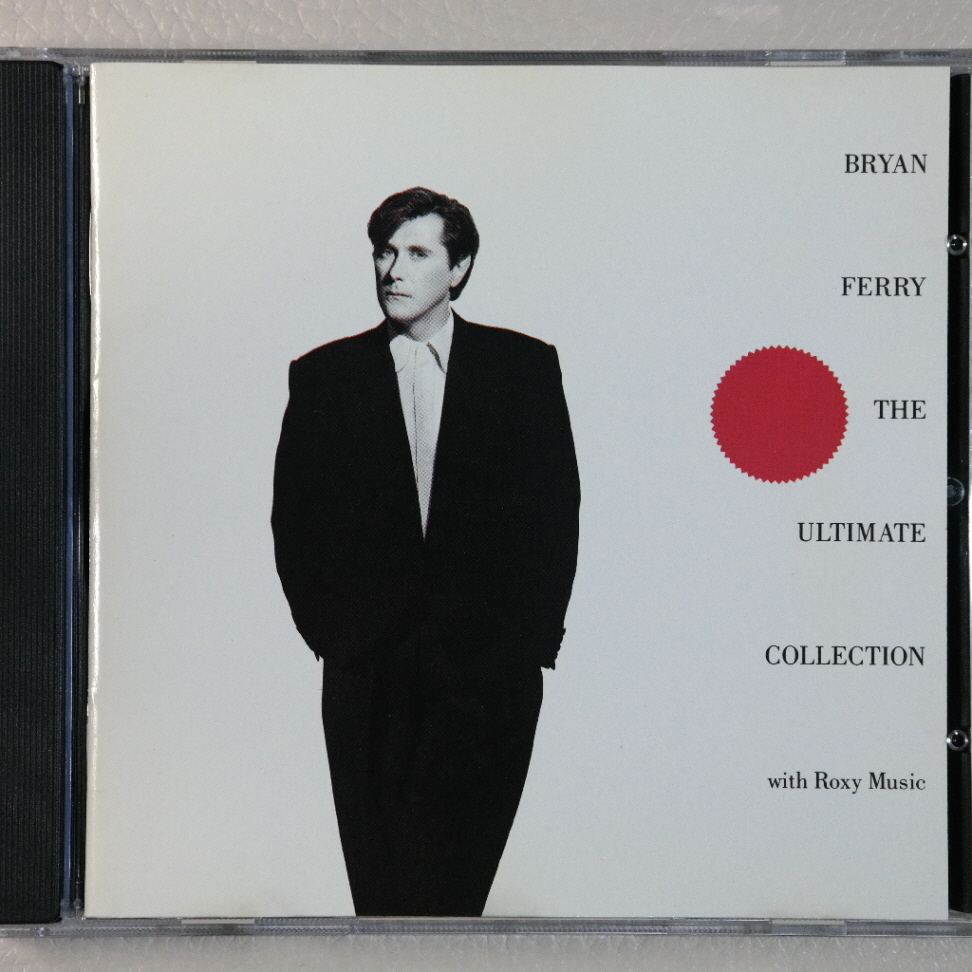 BRYAN
FERRY
THE
ULTIMATE
COLLECTION
with Roxy Music